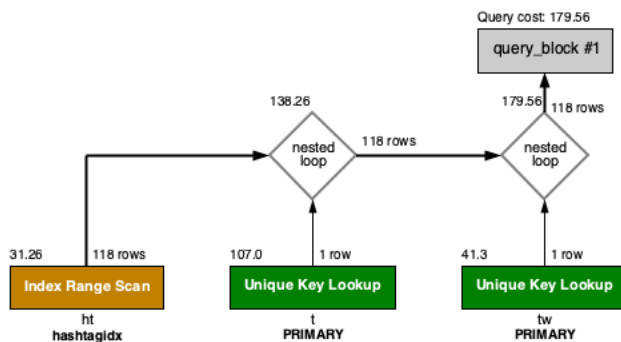 Query cost: 179.56
query_block #1
138.26
179.56
118 rows
nested
loop
118 rows
nested
loop
31.26
118 rows
107.0
1 row
41.3
1 row
Index Range Scan
Unique Key Lookup
Unique Key Lookup
ht
t
tw
hashtagidx
PRIMARY
PRIMARY